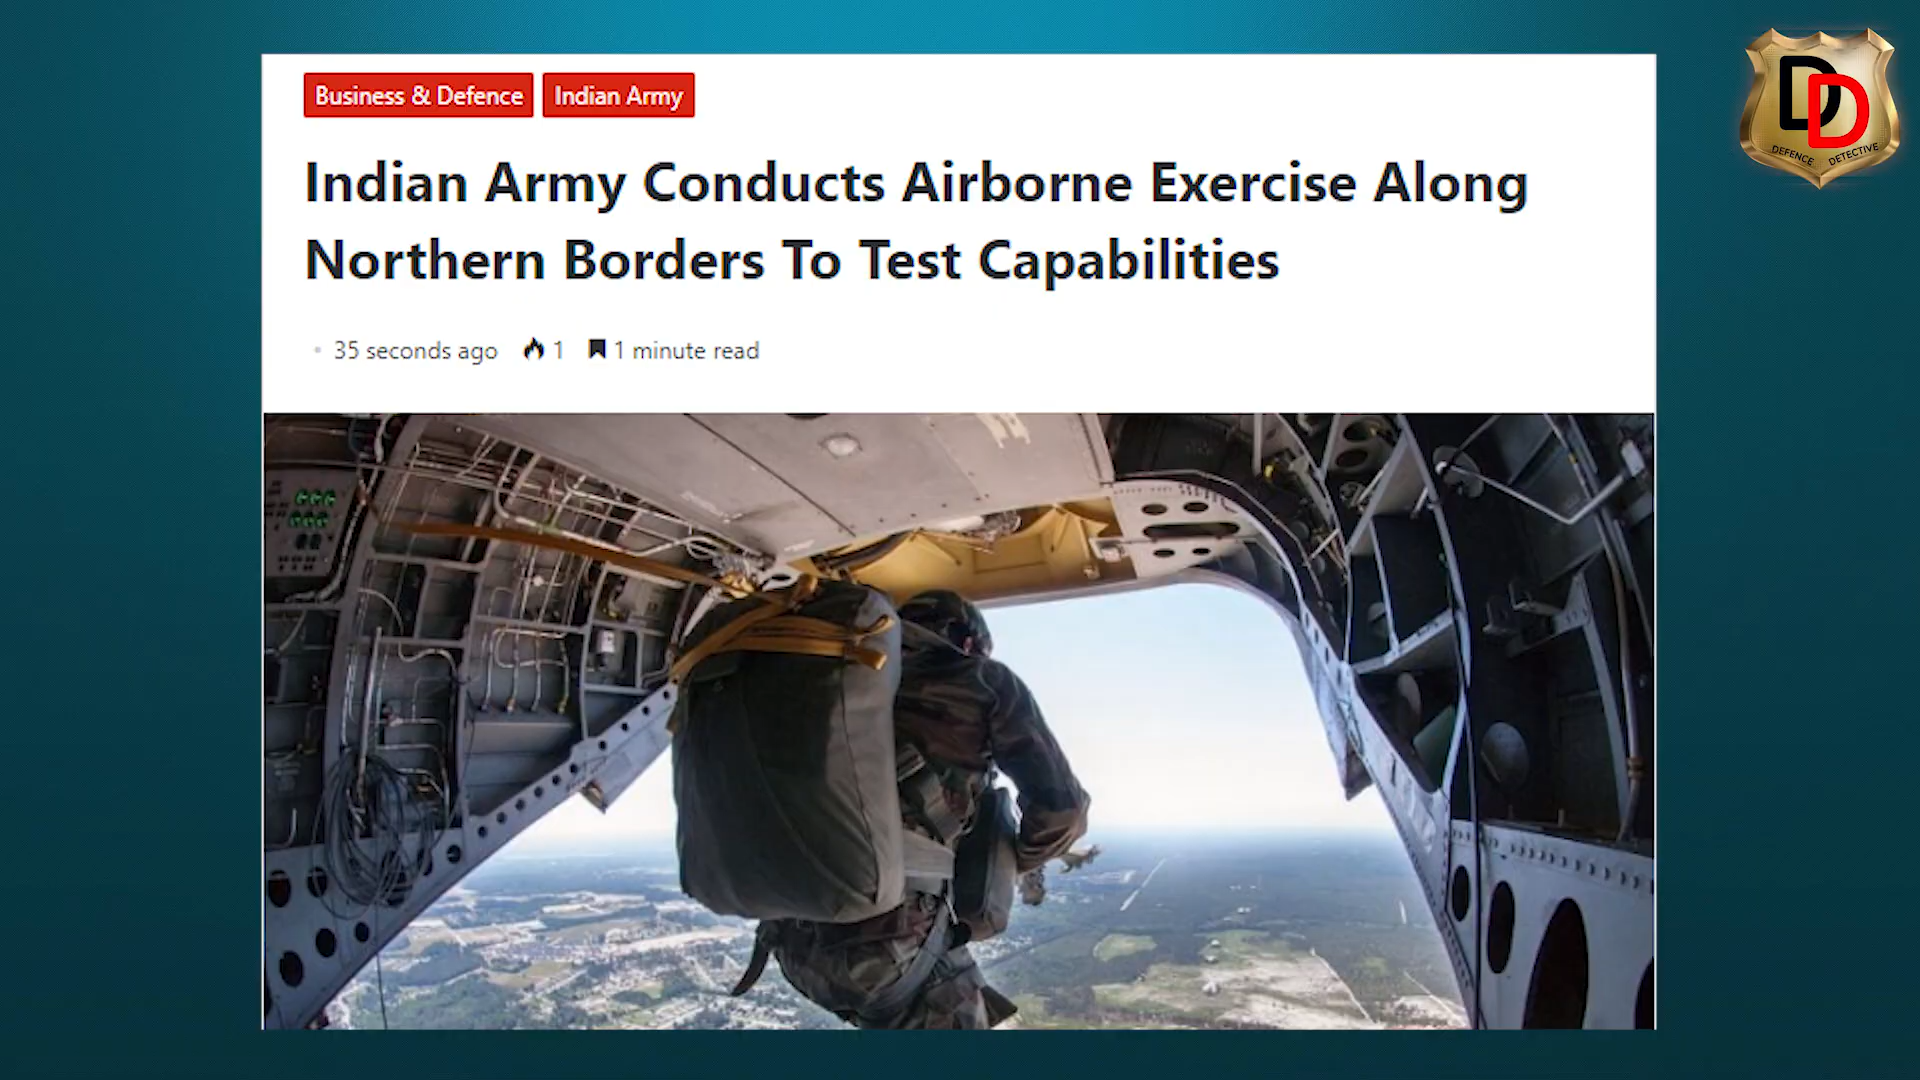 Business & Defence Indian Army
Indian Army Conducts Airborne Exercise Along
Northern Borders To Test Capabilities
35 seconds ago 1 1 minute read
DD
DEFENCE DETECTIVE